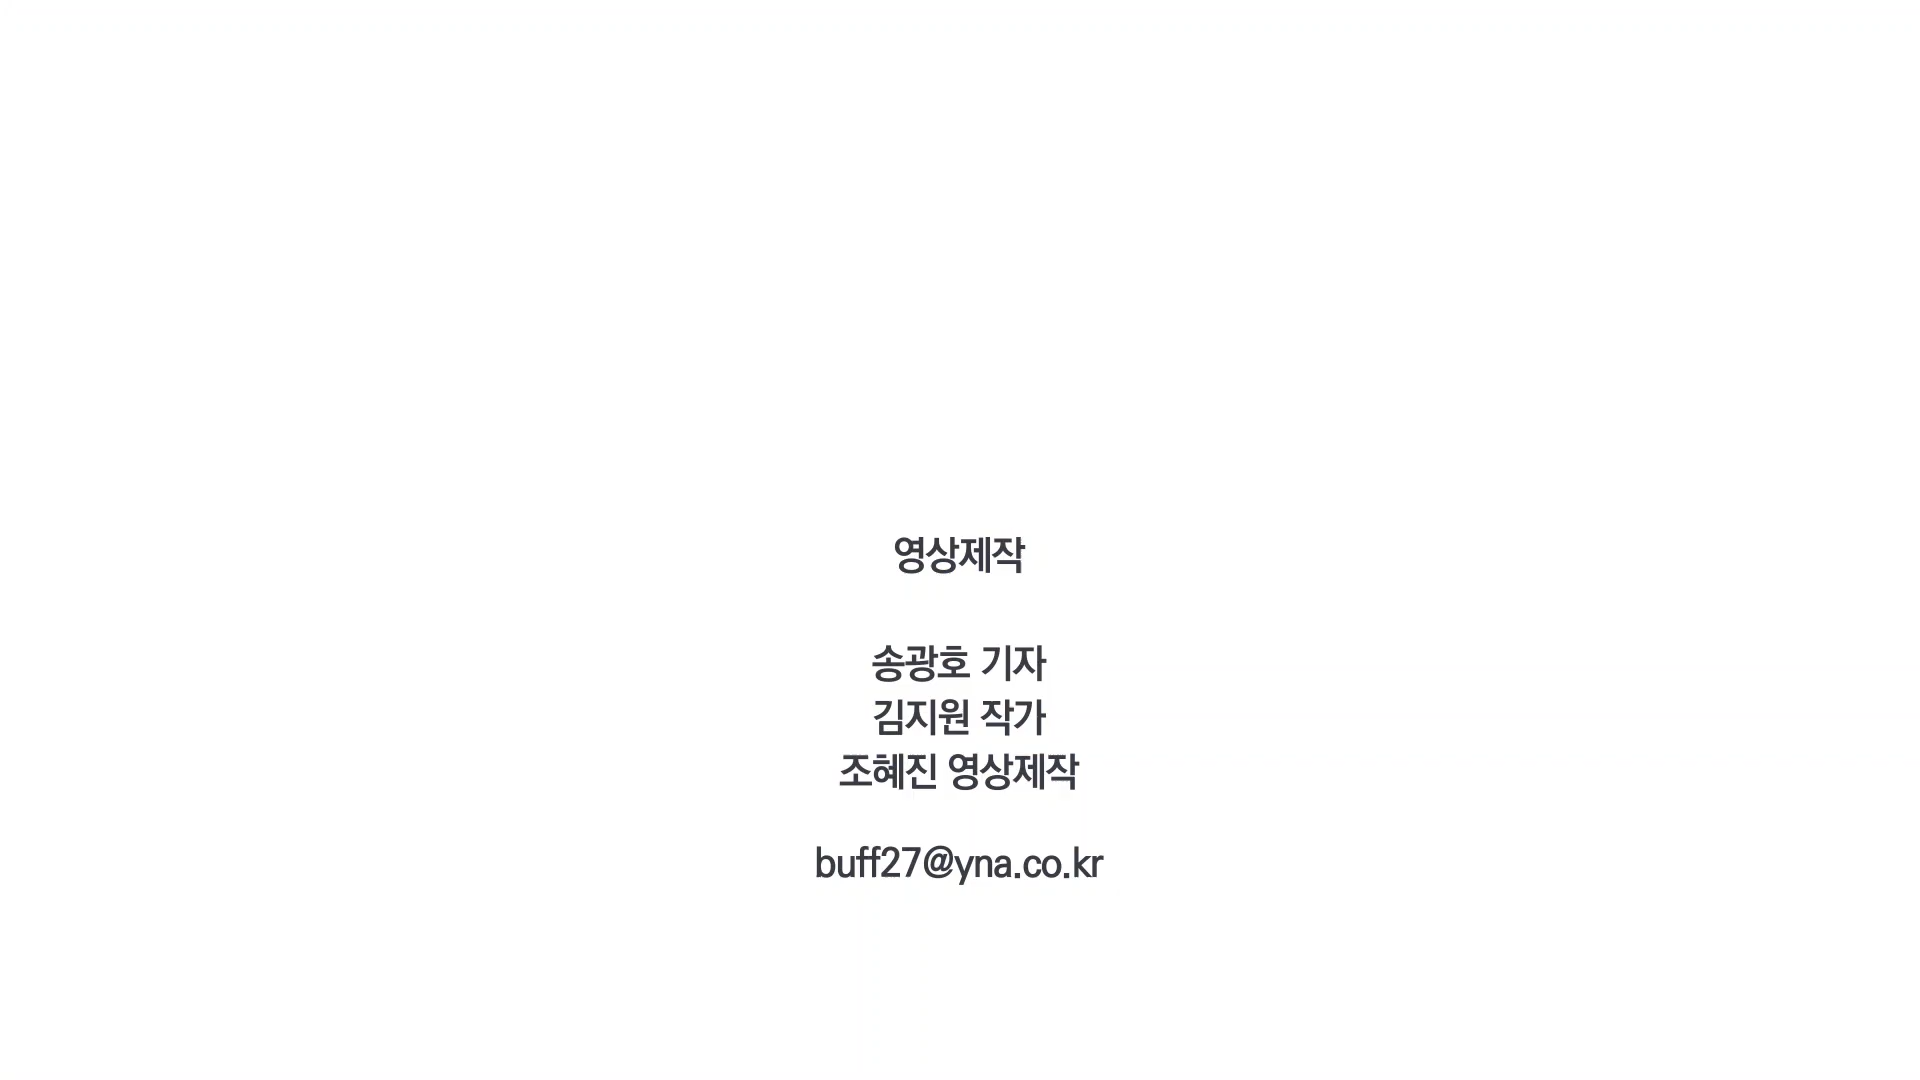 영상제작
송광호 기자
김지원 작가
조혜진 영상제작
buff27@yna.co.kr